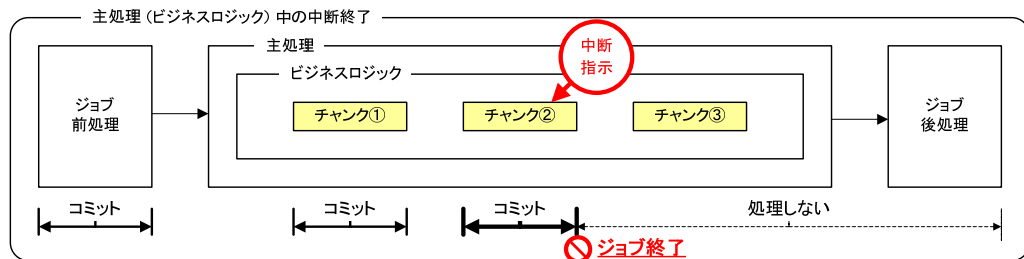 主処理(ビジネスロジック)中の中断終了
主処理
中断
指示
ビジネスロジック
ジョブ
前処理
チャンク①
チャンク②
チャンク③
ジョブ
後処理
コミット
コミット
コミット
処理しない
ジョブ終了